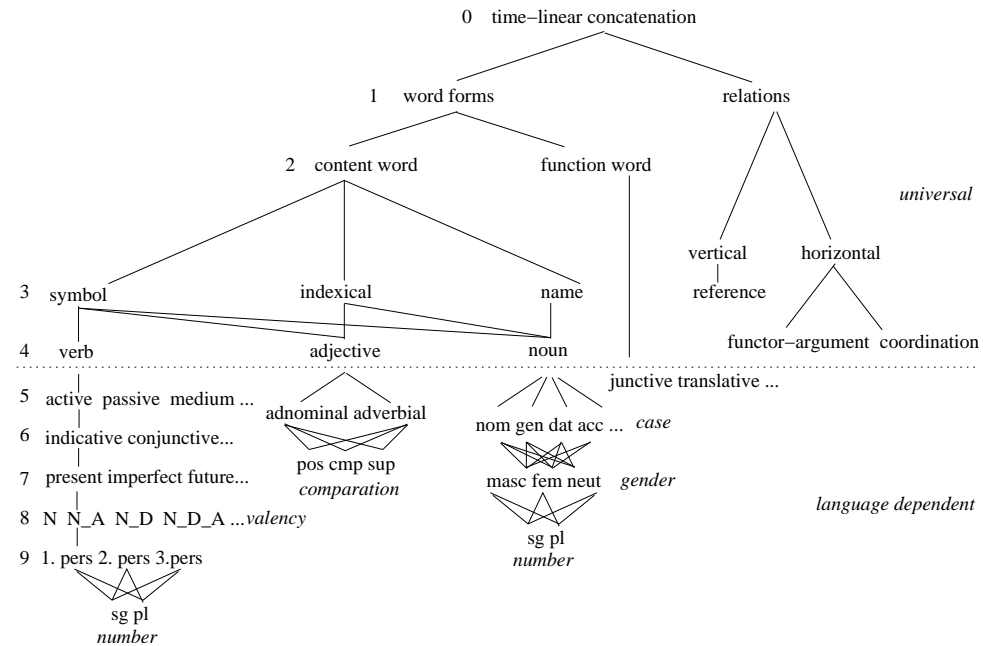 0 time−linear concatenation
1 word forms relations
2 content word function word
universal
vertical horizontal
3 symbol indexical name reference
functor−argument coordination
4 verb adjective noun
junctive translative ...
5 active passive medium ... adnominal adverbial
nom gen dat acc ... case
6 indicative conjunctive...
pos cmp sup
7 present imperfect future... masc fem neut gender
comparation
language dependent
8 N N_A N_D N_D_A ...valency
sg pl
9 1. pers 2. pers 3.pers number
sg pl
number